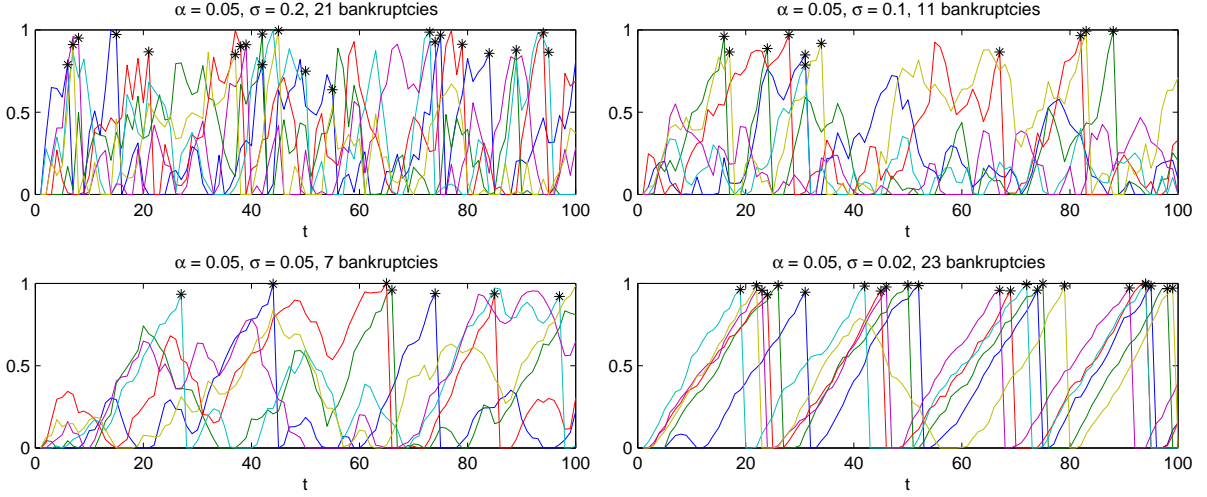 α = 0.05, σ = 0.2, 21 bankruptcies
1
0.5
0
0 20 40 60 80 100
t
α = 0.05, σ = 0.1, 11 bankruptcies
1
0.5
0
0 20 40 60 80 100
t
α = 0.05, σ = 0.05, 7 bankruptcies
1
0.5
0
0 20 40 60 80 100
t
α = 0.05, σ = 0.02, 23 bankruptcies
1
0.5
0
0 20 40 60 80 100
t